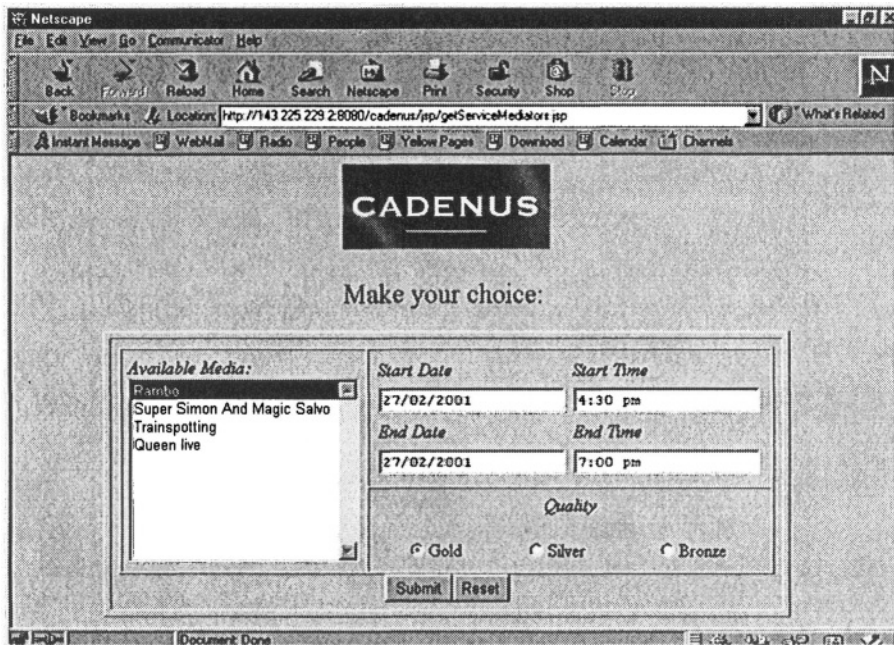 Netscape
File Edit View Go Communicator Help
Back Forward Reload Home Search Netscape Print Security Shop Stop
N
Bookmarks Location: http://143.225.229.2:8080/cadenus/jsp/getServiceMediators.jsp What's Related
Instant Message WebMail Radio People Yellow Pages Download Calendar Channels
CADENUS
Make your choice:
Available Media:
Rambo
Super Simon And Magic Salvo
Trainspotting
Queen live
Start Date Start Time
27/02/2001 4:30 pm
End Date End Time
27/02/2001 7:00 pm
Quality
Gold Silver Bronze
Submit Reset
Document: Done